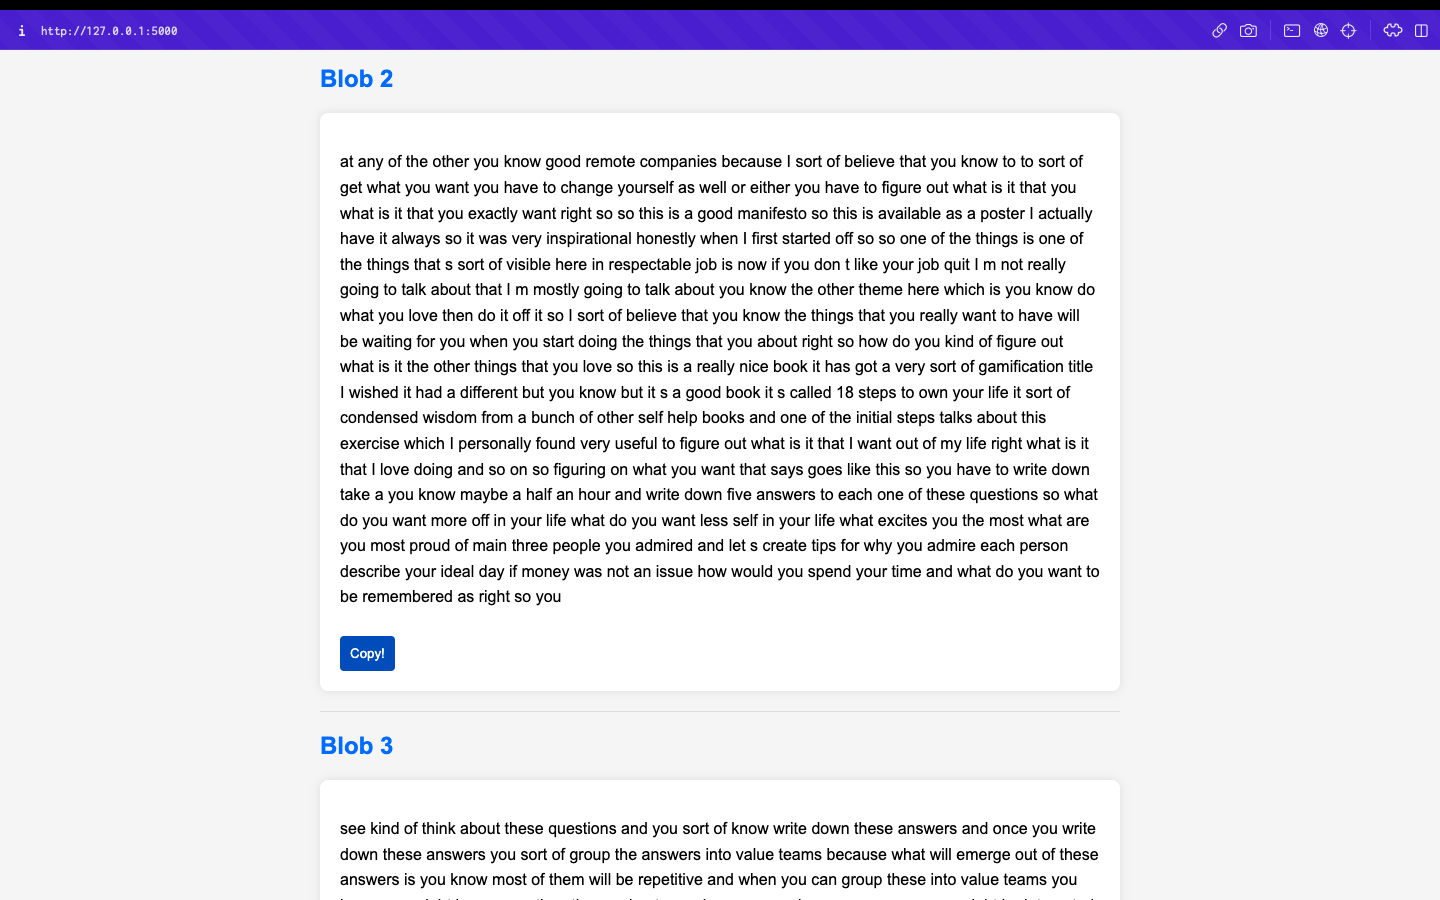 i http://127.0.0.1:5000
Blob 2
at any of the other you know good remote companies because I sort of believe that you know to to sort of
get what you want you have to change yourself as well or either you have to figure out what is it that you
what is it that you exactly want right so so this is a good manifesto so this is available as a poster I actually
have it always so it was very inspirational honestly when I first started off so so one of the things is one of
the things that s sort of visible here in respectable job is now if you don t like your job quit I m not really
going to talk about that I m mostly going to talk about you know the other theme here which is you know do
what you love then do it off it so I sort of believe that you know the things that you really want to have will
be waiting for you when you start doing the things that you about right so how do you kind of figure out
what is it the other things that you love so this is a really nice book it has got a very sort of gamification title
I wished it had a different but you know but it s a good book it s called 18 steps to own your life it sort of
condensed wisdom from a bunch of other self help books and one of the initial steps talks about this
exercise which I personally found very useful to figure out what is it that I want out of my life right what is it
that I love doing and so on so figuring on what you want that says goes like this so you have to write down
take a you know maybe a half an hour and write down five answers to each one of these questions so what
do you want more off in your life what do you want less self in your life what excites you the most what are
you most proud of main three people you admired and let s create tips for why you admire each person
describe your ideal day if money was not an issue how would you spend your time and what do you want to
be remembered as right so you
Copy!
Blob 3
see kind of think about these questions and you sort of know write down these answers and once you write
down these answers you sort of group the answers into value teams because what will emerge out of these
answers is you know most of them will be repetitive and when you can group these into value teams you